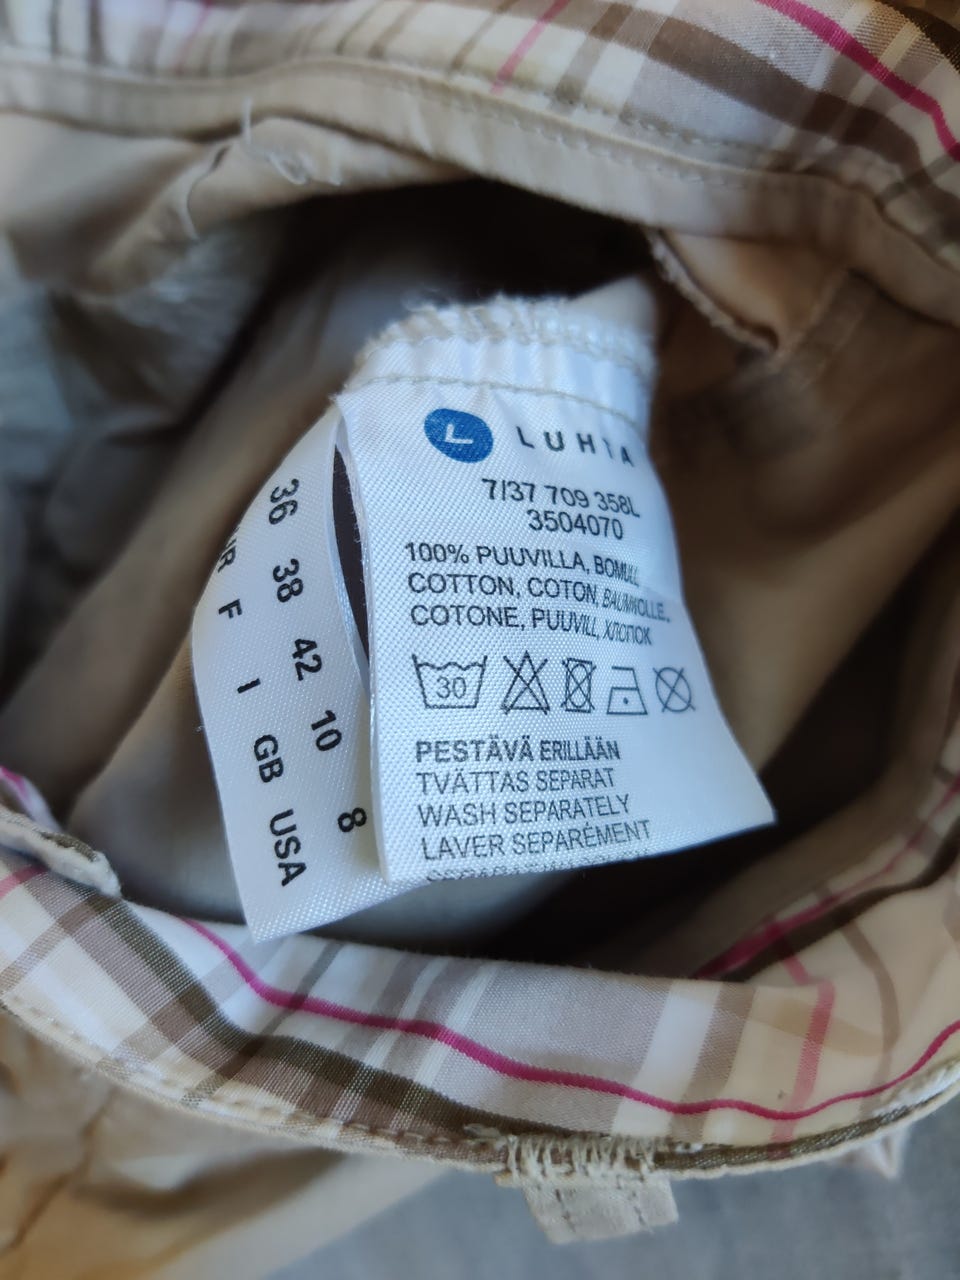 L LUHTA
7/37 709 358L
3504070
100% PUUVILLA, BOMULL,
COTTON, COTON, BAUMWOLLE,
COTONE, PUUVILL, ХЛОПОК
30
PESTÄVÄ ERILLÄÄN
TVÄTTAS SEPARAT
WASH SEPARATELY
LAVER SEPARÉMENT
36 38 42 10 8
F I GB USA